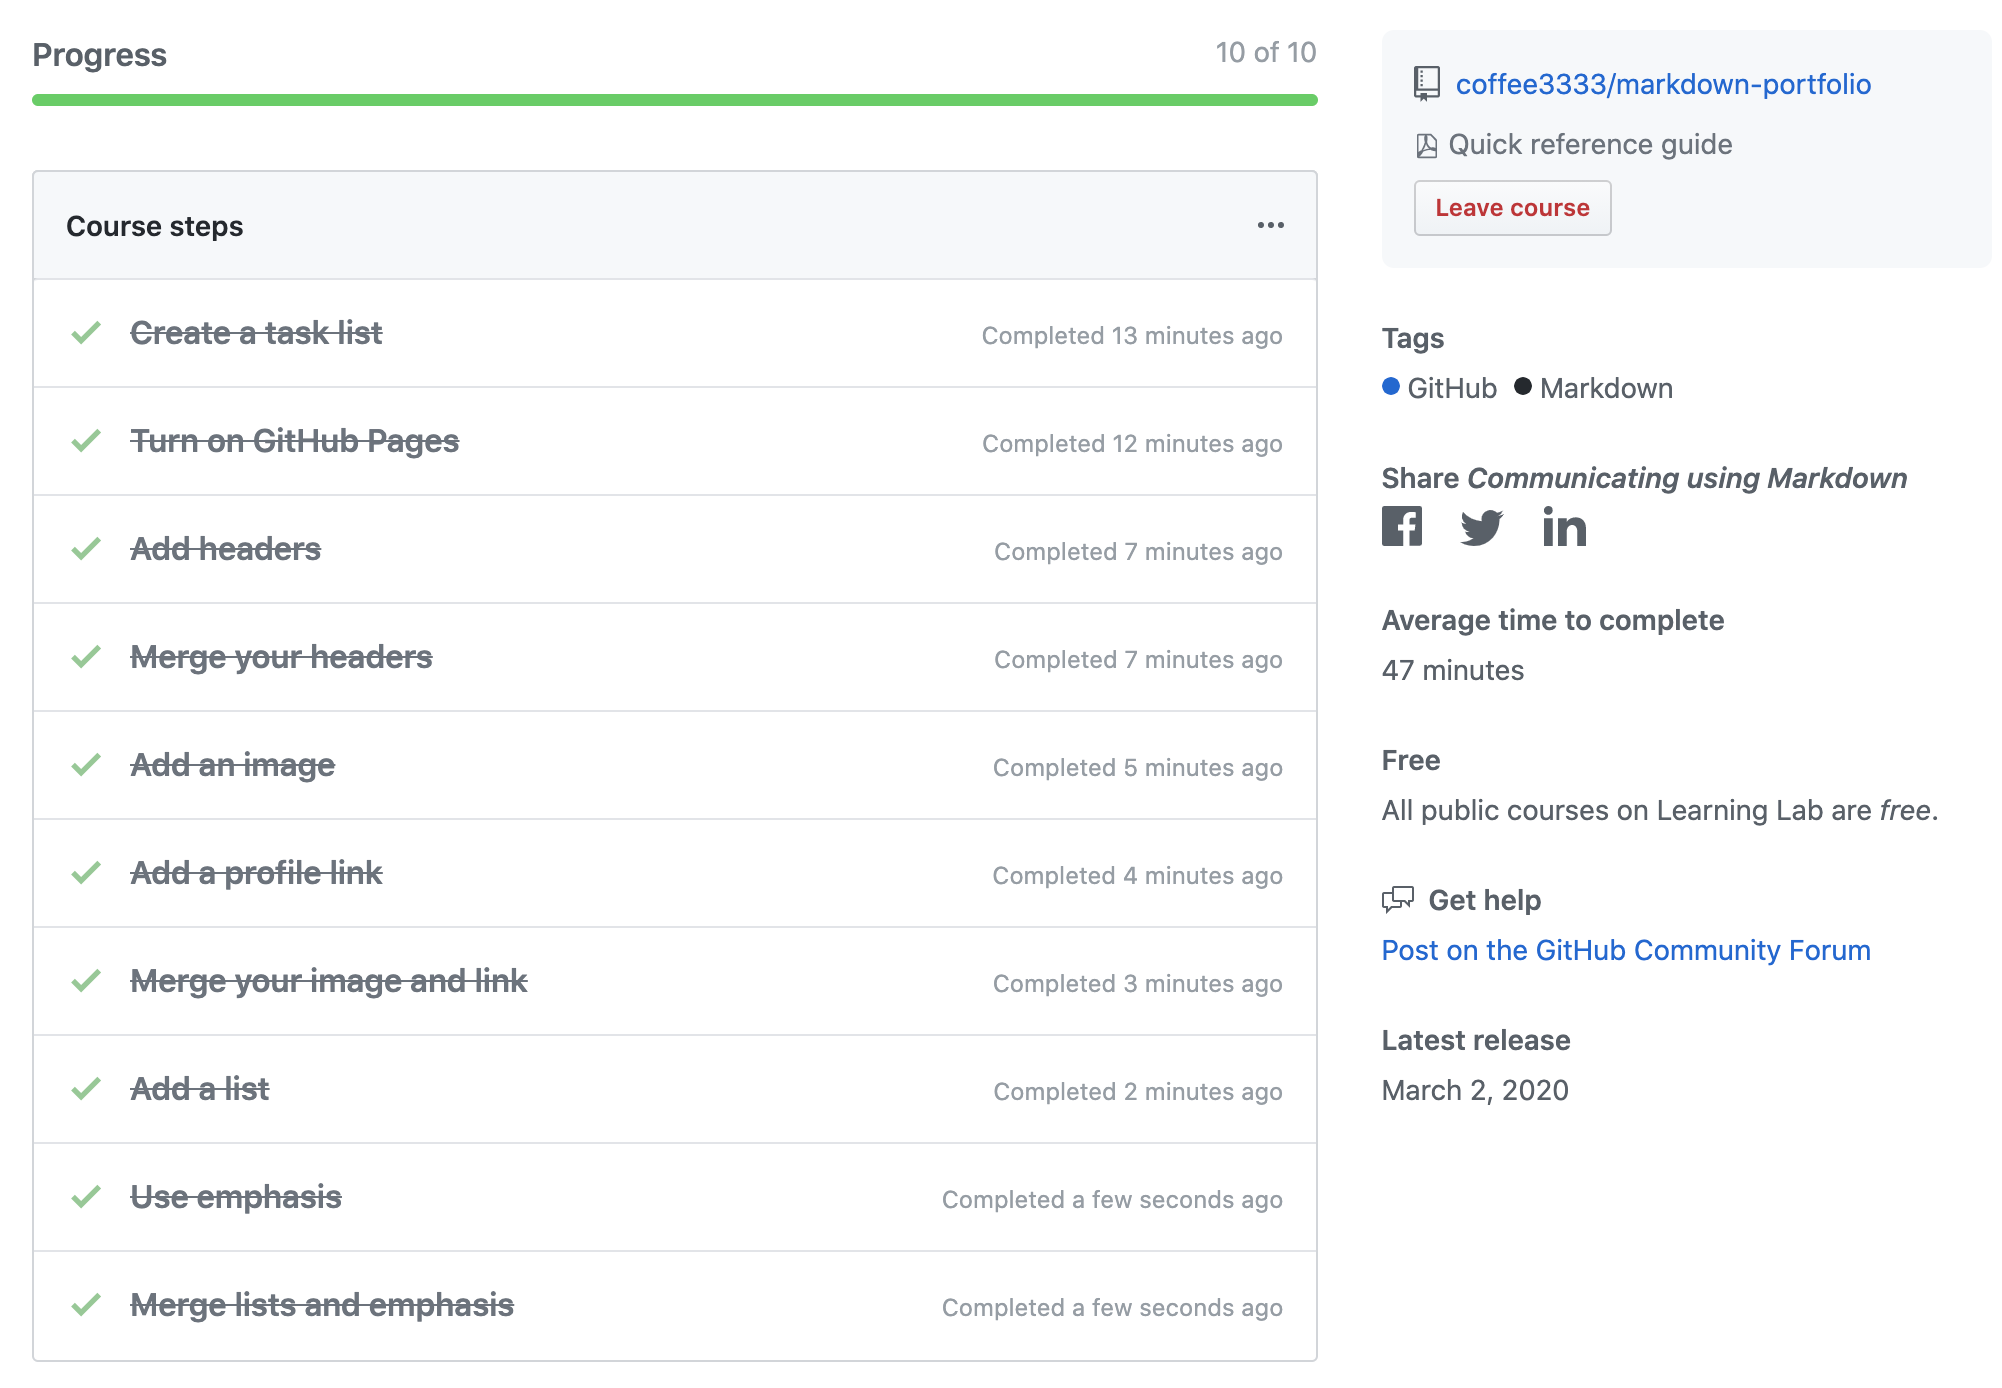 Progress
10 of 10
Course steps
Create a task list
Completed 13 minutes ago
Turn on GitHub Pages
Completed 12 minutes ago
Add headers
Completed 7 minutes ago
Merge your headers
Completed 7 minutes ago
Add an image
Completed 5 minutes ago
Add a profile link
Completed 4 minutes ago
Merge your image and link
Completed 3 minutes ago
Add a list
Completed 2 minutes ago
Use emphasis
Completed a few seconds ago
Merge lists and emphasis
Completed a few seconds ago
coffee3333/markdown-portfolio
Quick reference guide
Leave course
Tags
GitHub Markdown
Share Communicating using Markdown
Average time to complete
47 minutes
Free
All public courses on Learning Lab are free.
Get help
Post on the GitHub Community Forum
Latest release
March 2, 2020